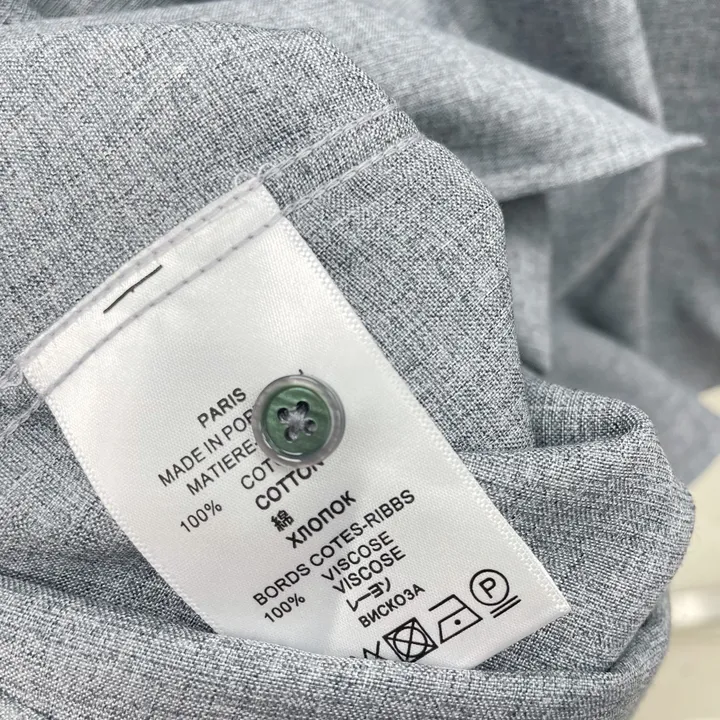 PARIS
MADE IN POR
MATIERE-
COT
100% COTTON
綿
ХЛОПОК
BORDS COTES-RIBBS
VISCOSE
100% VISCOSE
レーヨン
ВИСКОЗА
P